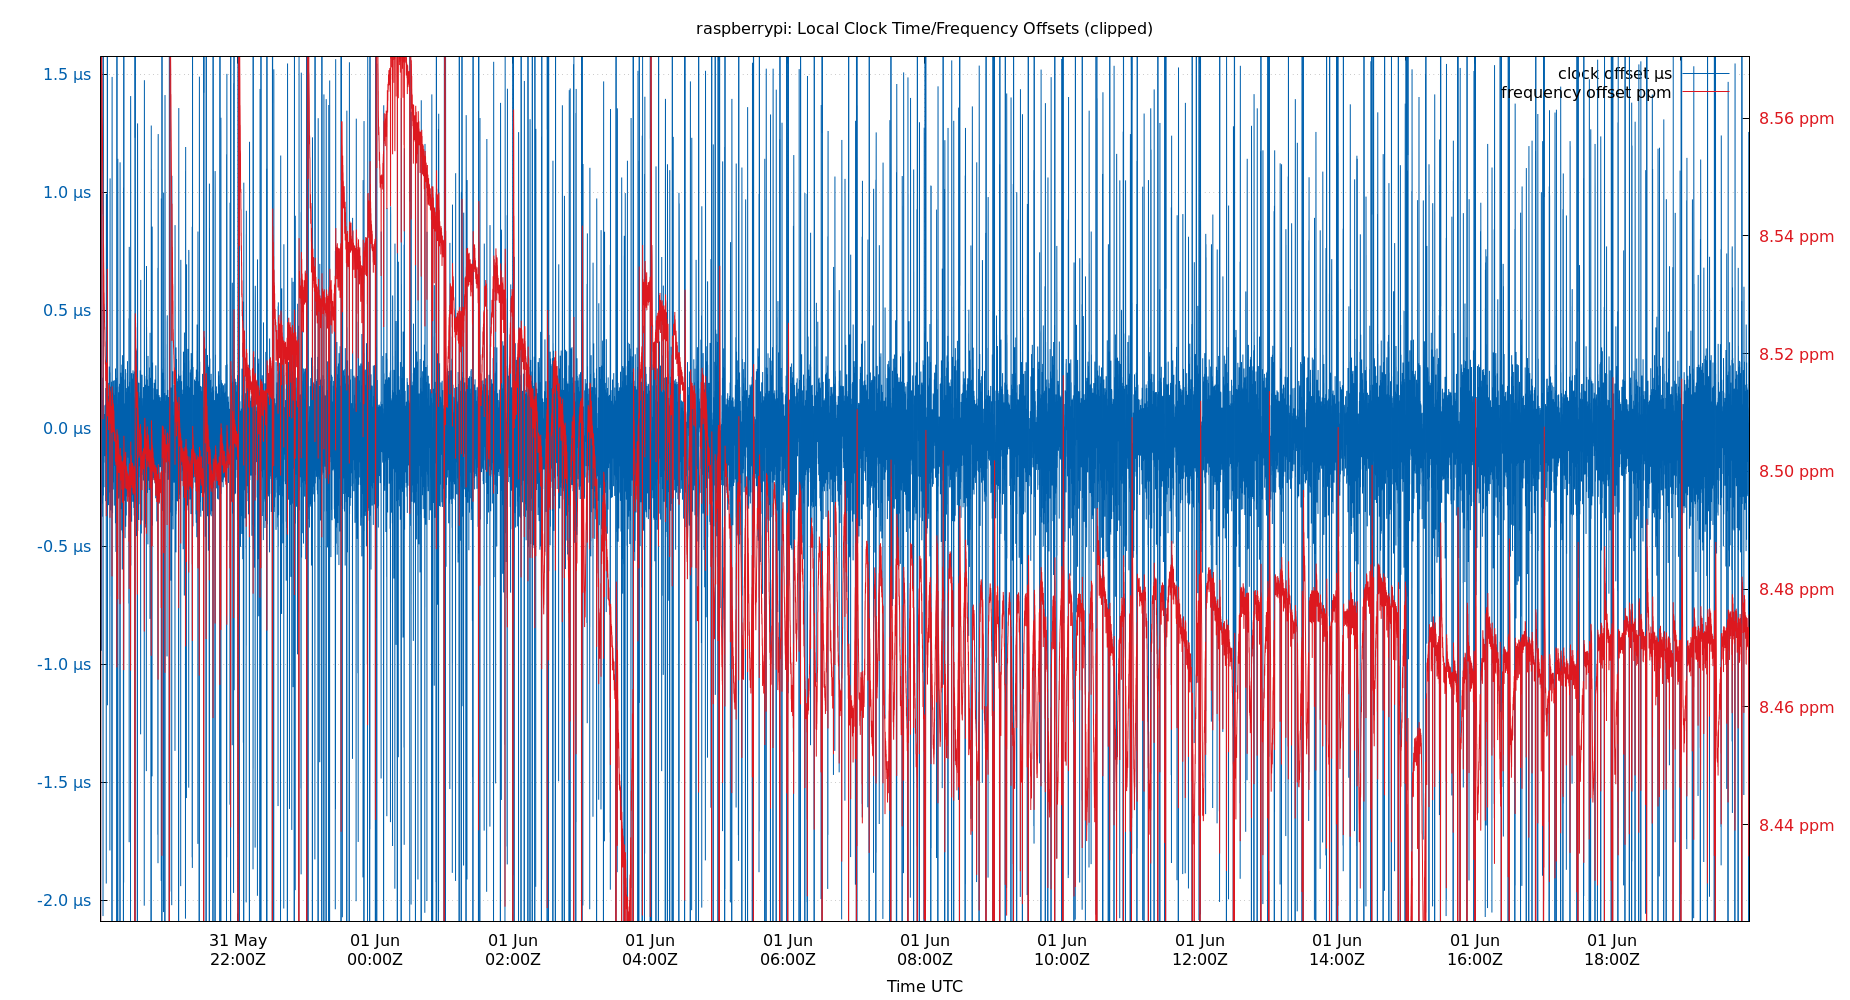 raspberrypi: Local Clock Time/Frequency Offsets (clipped)
clock offset µs
frequency offset ppm
1.5 µs
1.0 µs
0.5 µs
0.0 µs
-0.5 µs
-1.0 µs
-1.5 µs
-2.0 µs
8.56 ppm
8.54 ppm
8.52 ppm
8.50 ppm
8.48 ppm
8.46 ppm
8.44 ppm
31 May 22:00Z
01 Jun 00:00Z
01 Jun 02:00Z
01 Jun 04:00Z
01 Jun 06:00Z
01 Jun 08:00Z
01 Jun 10:00Z
01 Jun 12:00Z
01 Jun 14:00Z
01 Jun 16:00Z
01 Jun 18:00Z
Time UTC